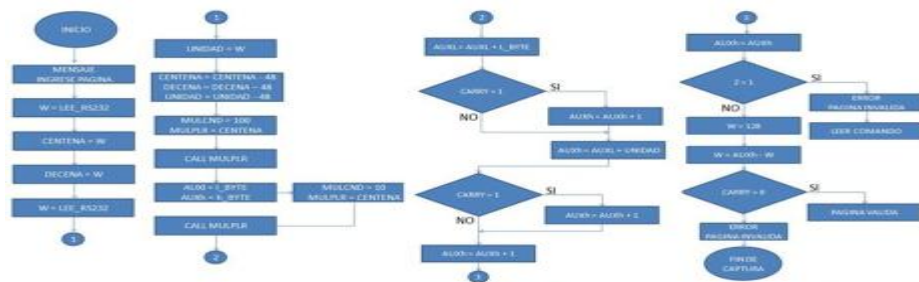 INICIO
MENSAJE
INGRESE PAGINA
W = LEE_RS232
CENTENA = W
DECENA = W
W = LEE_RS232
1
1
UNIDAD = W
CENTENA = CENTENA - 48
DECENA = DECENA - 48
UNIDAD = UNIDAD - 48
MULCND = 100
MULPLR = CENTENA
CALL MULPLR
AUXl = L_BYTE
AUXh = H_BYTE
MULCND = 10
MULPLR = CENTENA
CALL MULPLR
2
2
AUXL = AUXL + L_BYTE
CARRY = 1
SI
NO
AUXh = AUXh + 1
AUXh = AUXL = UNIDAD
CARRY = 1
SI
NO
AUXh = AUXh + 1
AUXh = AUXh + 1
3
3
AUXh = AUXh
Z = 1
SI
NO
ERROR
PAGINA INVALIDA
LEER COMANDO
W = 128
W = AUXh - W
CARRY = 0
SI
PAGINA VALIDA
ERROR
PAGINA INVALIDA
FIN DE
CAPTURA